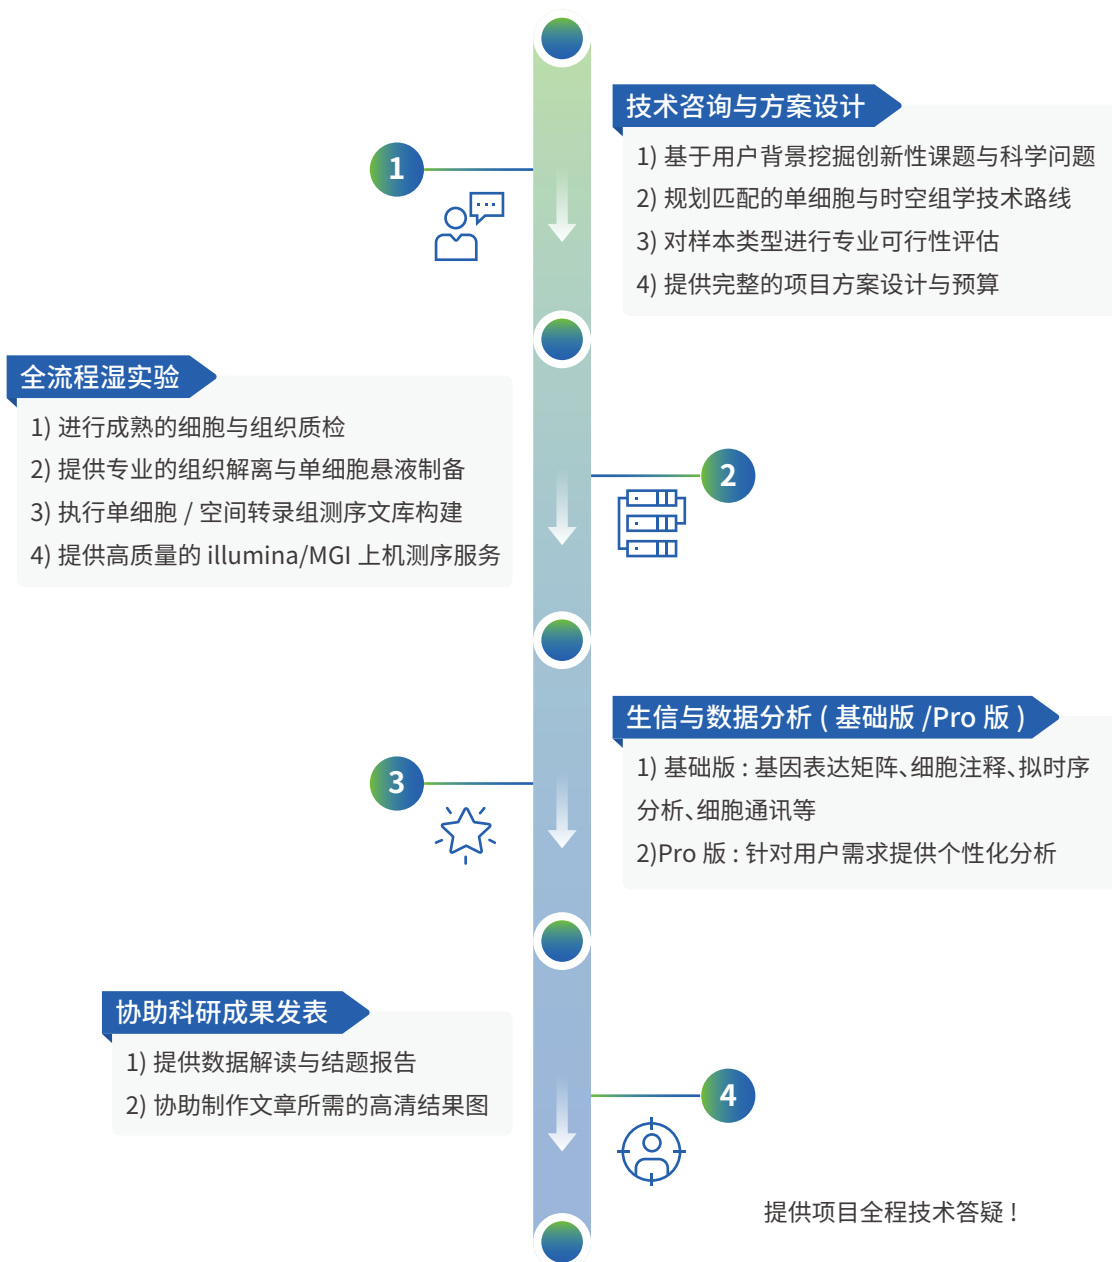 1
技术咨询与方案设计
1) 基于用户背景挖掘创新性课题与科学问题
2) 规划匹配的单细胞与时空组学技术路线
3) 对样本类型进行专业可行性评估
4) 提供完整的项目方案设计与预算
全流程湿实验
1) 进行成熟的细胞与组织质检
2) 提供专业的组织解离与单细胞悬液制备
3) 执行单细胞 / 空间转录组测序文库构建
4) 提供高质量的 illumina/MGI 上机测序服务
2
3
生信与数据分析 ( 基础版 /Pro 版 )
1) 基础版 : 基因表达矩阵、细胞注释、拟时序
分析、细胞通讯等
2)Pro 版 : 针对用户需求提供个性化分析
协助科研成果发表
1) 提供数据解读与结题报告
2) 协助制作文章所需的高清结果图
4
提供项目全程技术答疑 !